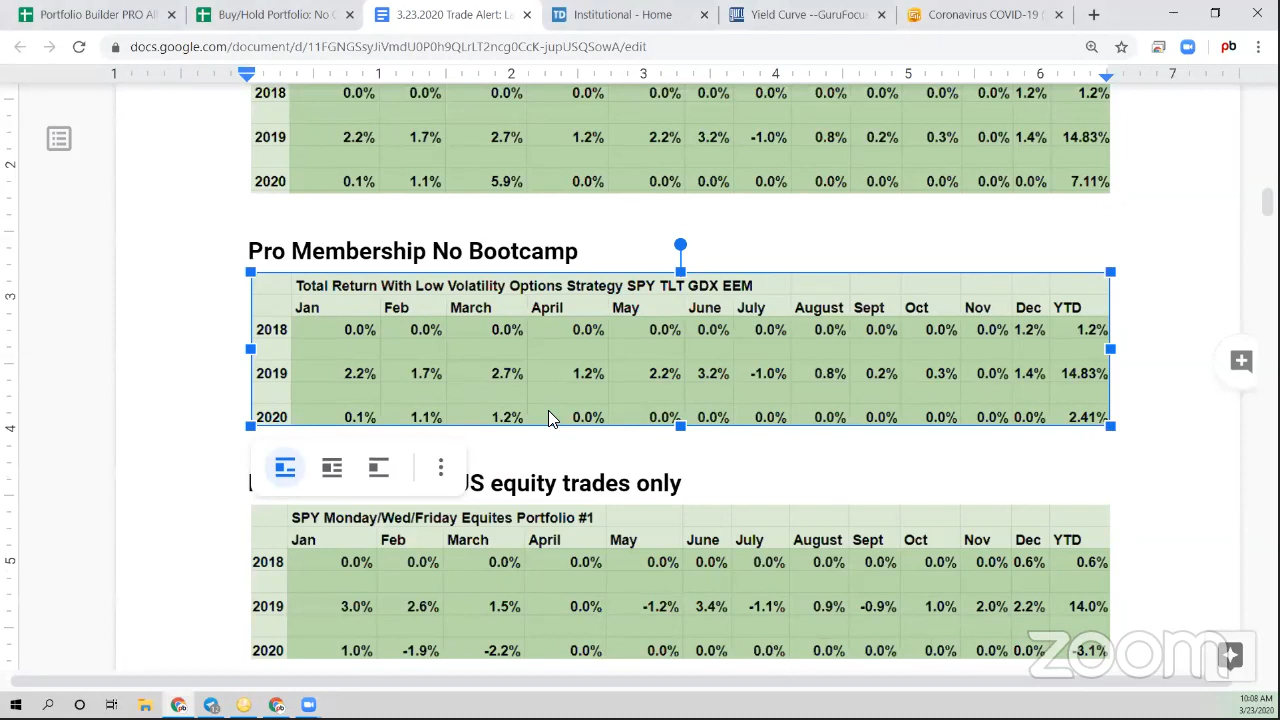 Portfolio Builder PRO All
Buy/Hold Portfolio: No C
3.23.2020 Trade Alert: Lo
Institutional - Home
Yield Curve - GuruFocus
Coronavirus COVID-19
docs.google.com/document/d/11FGNGSsyJiVmdU0P0h9QLrLT2ncg0CcK-jupUSQSowA/edit
1 1 2 3 4 5 6 7
2018 0.0% 0.0% 0.0% 0.0% 0.0% 0.0% 0.0% 0.0% 0.0% 0.0% 0.0% 1.2% 1.2%
2019 2.2% 1.7% 2.7% 1.2% 2.2% 3.2% -1.0% 0.8% 0.2% 0.3% 0.0% 1.4% 14.83%
2020 0.1% 1.1% 5.9% 0.0% 0.0% 0.0% 0.0% 0.0% 0.0% 0.0% 0.0% 0.0% 7.11%
Pro Membership No Bootcamp
Total Return With Low Volatility Options Strategy SPY TLT GDX EEM
Jan Feb March April May June July August Sept Oct Nov Dec YTD
2018 0.0% 0.0% 0.0% 0.0% 0.0% 0.0% 0.0% 0.0% 0.0% 0.0% 0.0% 1.2% 1.2%
2019 2.2% 1.7% 2.7% 1.2% 2.2% 3.2% -1.0% 0.8% 0.2% 0.3% 0.0% 1.4% 14.83%
2020 0.1% 1.1% 1.2% 0.0% 0.0% 0.0% 0.0% 0.0% 0.0% 0.0% 0.0% 0.0% 2.41%
US equity trades only
SPY Monday/Wed/Friday Equites Portfolio #1
Jan Feb March April May June July August Sept Oct Nov Dec YTD
2018 0.0% 0.0% 0.0% 0.0% 0.0% 0.0% 0.0% 0.0% 0.0% 0.0% 0.0% 0.6% 0.6%
2019 3.0% 2.6% 1.5% 0.0% -1.2% 3.4% -1.1% 0.9% -0.9% 1.0% 2.0% 2.2% 14.0%
2020 1.0% -1.9% -2.2% 0.0% 0.0% 0.0% 0.0% 0.0% 0.0% 0.0% 0.0% 0.0% -3.1%
zoom
2
3
4
5
10:08 AM
3/23/2020